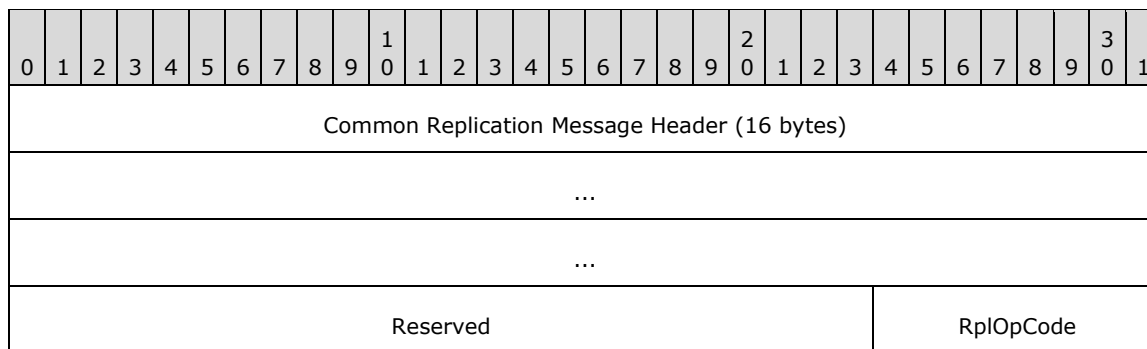 1 2 3
0 1 2 3 4 5 6 7 8 9 0 1 2 3 4 5 6 7 8 9 0 1 2 3 4 5 6 7 8 9 0 1
Common Replication Message Header (16 bytes)
...
...
Reserved RplOpCode